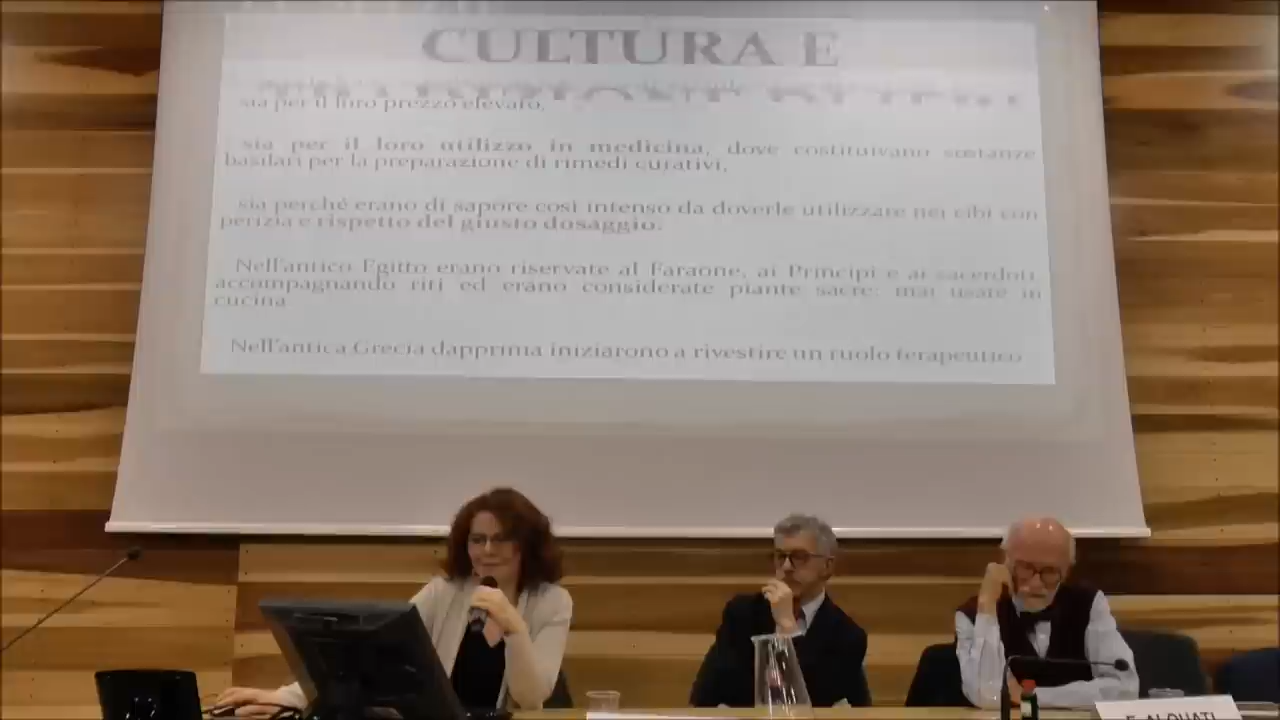 CULTURA E
sia per il loro prezzo elevato,
sia per il loro utilizzo in medicina, dove costituivano sostanze
basilari per la preparazione di rimedi curativi,
sia perché erano di sapore così intenso da doverle utilizzare nei cibi con
perizia e rispetto del giusto dosaggio.
Nell'antico Egitto erano riservate al Faraone, ai Principi e ai sacerdoti,
accompagnando riti ed erano considerate piante sacre: mai usate in
cucina
Nell'antica Grecia dapprima iniziarono a rivestire un ruolo terapeutico
ALQUATI